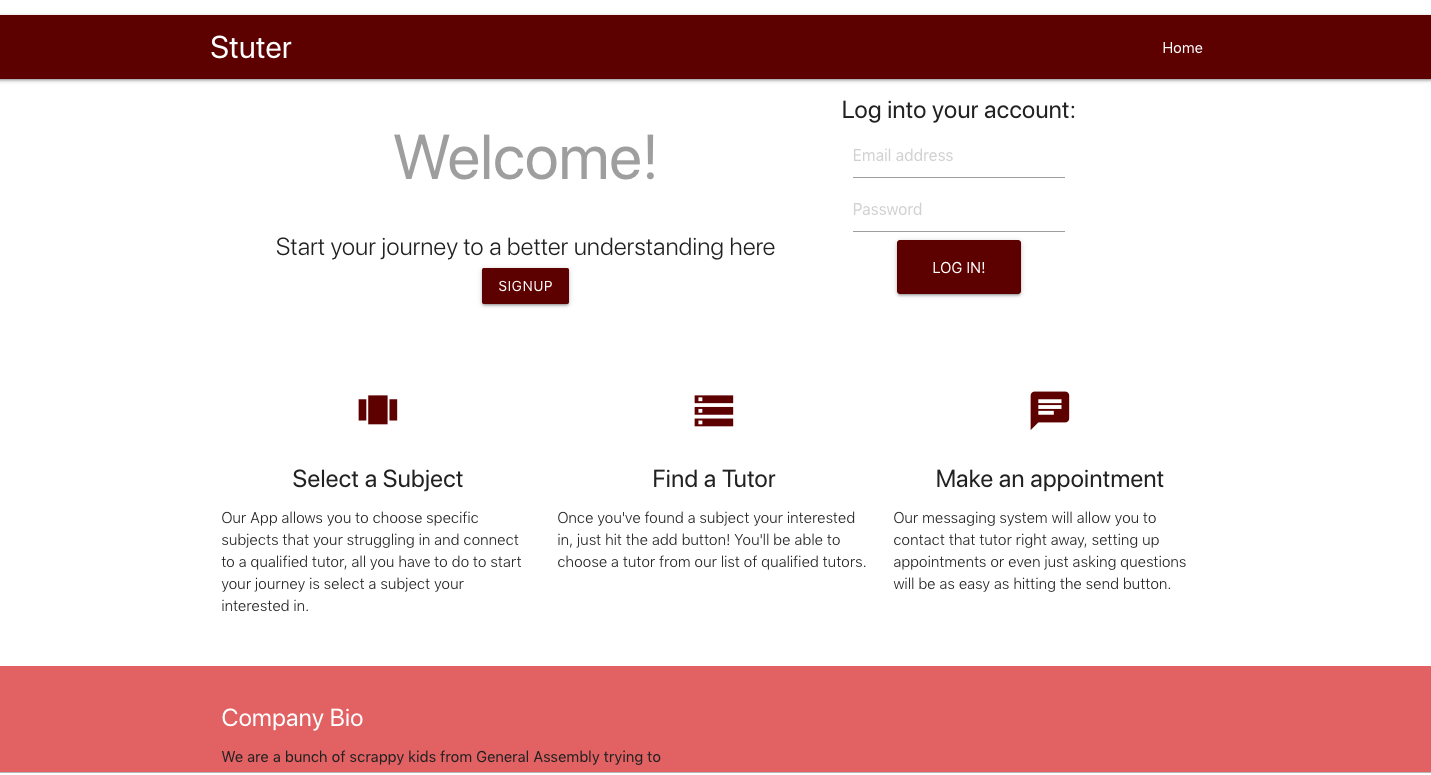 Stuter
Home
Welcome!
Start your journey to a better understanding here
SIGNUP
Log into your account:
Email address
Password
LOG IN!
Select a Subject
Our App allows you to choose specific
subjects that your struggling in and connect
to a qualified tutor, all you have to do to start
your journey is select a subject your
interested in.
Find a Tutor
Once you've found a subject your interested
in, just hit the add button! You'll be able to
choose a tutor from our list of qualified tutors.
Make an appointment
Our messaging system will allow you to
contact that tutor right away, setting up
appointments or even just asking questions
will be as easy as hitting the send button.
Company Bio
We are a bunch of scrappy kids from General Assembly trying to